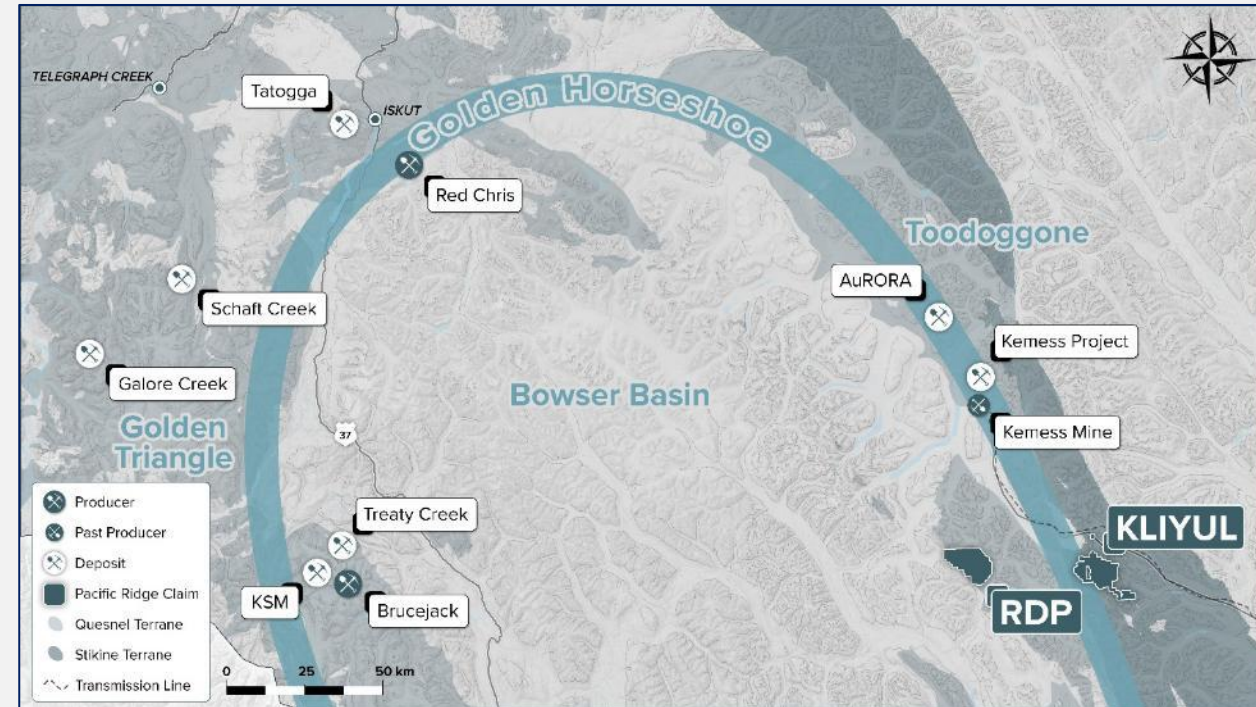 TELEGRAPH CREEK
Tatogga
ISKUT
Golden Horseshoe
Red Chris
Toodoggone
AuRORA
Schaft Creek
Kemess Project
Galore Creek
Bowser Basin
Golden
Triangle
Kemess Mine
37
Producer
Past Producer
Deposit
Pacific Ridge Claim
Quesnel Terrane
Stikine Terrane
Transmission Line
Treaty Creek
KSM
Brucejack
0 25 50 km
KLIYUL
RDP